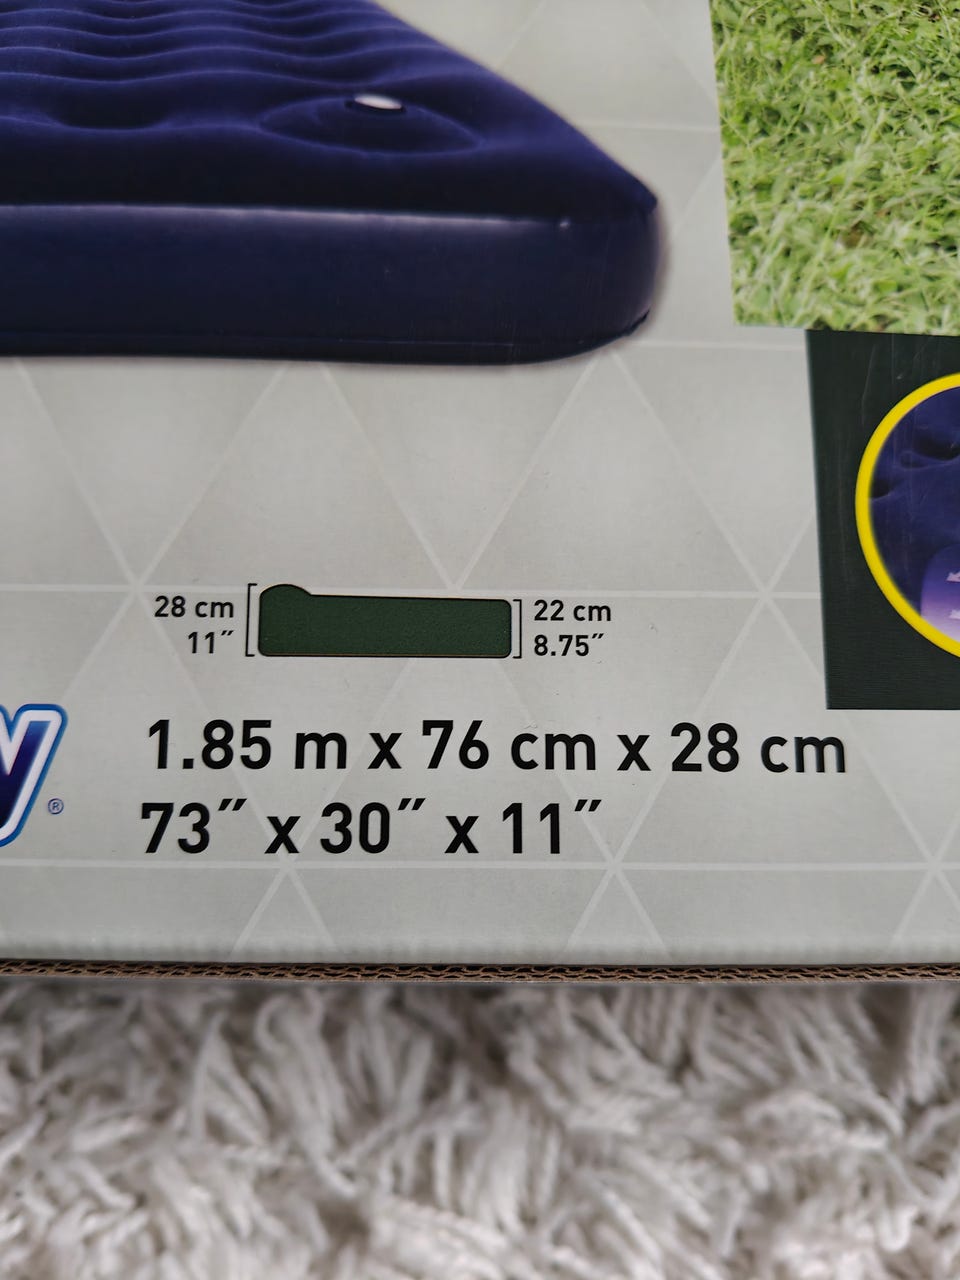 28 cm
11″
22 cm
8.75″
1.85 m x 76 cm x 28 cm
73″ x 30″ x 11″
®